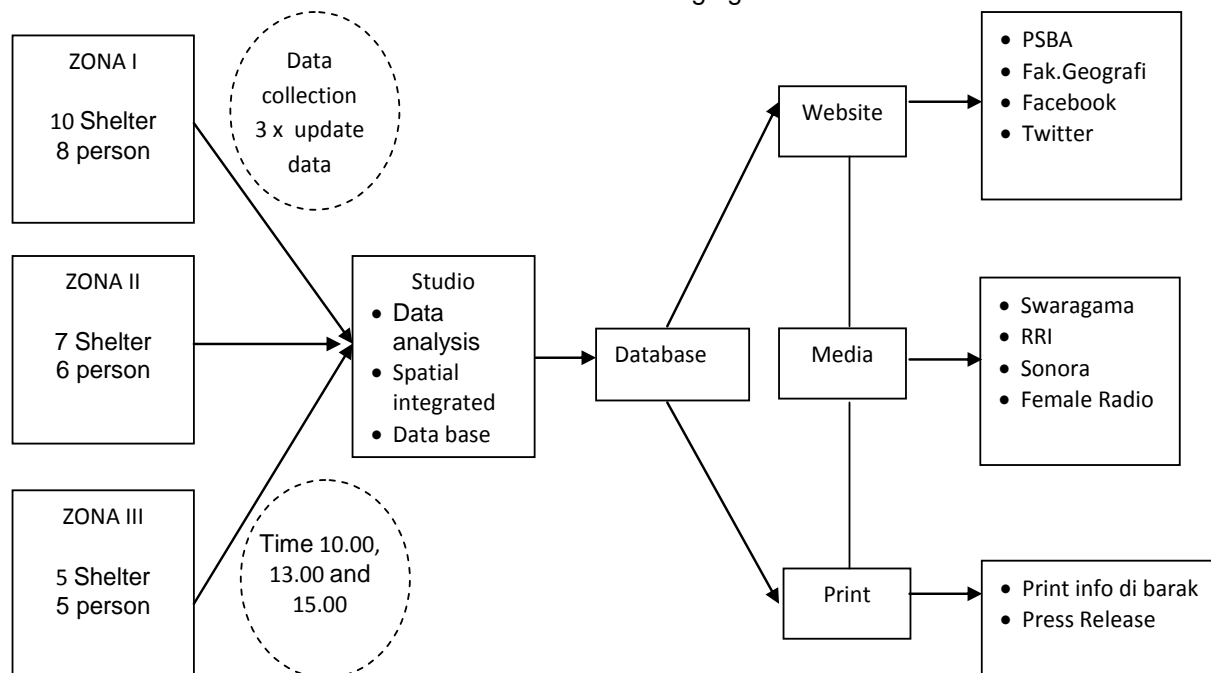 ZONA I
10 Shelter
8 person
Data
collection
3 x update
data
ZONA II
7 Shelter
6 person
ZONA III
5 Shelter
5 person
Time 10.00,
13.00 and
15.00
Studio
• Data
analysis
• Spatial
integrated
• Data base
Database
Website
Media
Print
• PSBA
• Fak.Geografi
• Facebook
• Twitter
• Swaragama
• RRI
• Sonora
• Female Radio
• Print info di barak
• Press Release